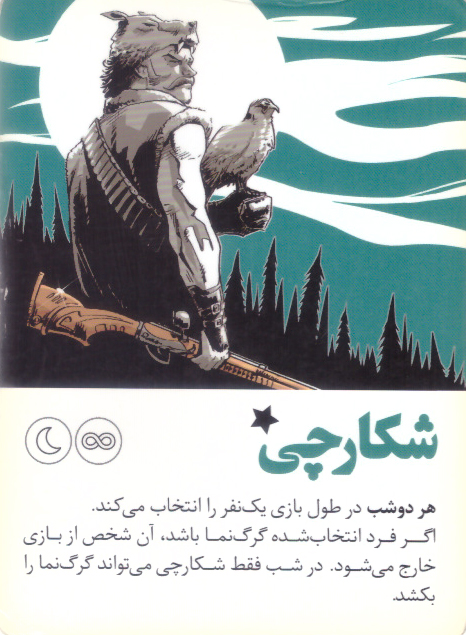 شکارچی
هر دوشب در طول بازی یک‌نفر را انتخاب می‌کند.
اگر فرد انتخاب‌شده گرگ‌نما باشد، آن شخص از بازی
خارج می‌شود. در شب فقط شکارچی می‌تواند گرگ‌نما را
بکشد.